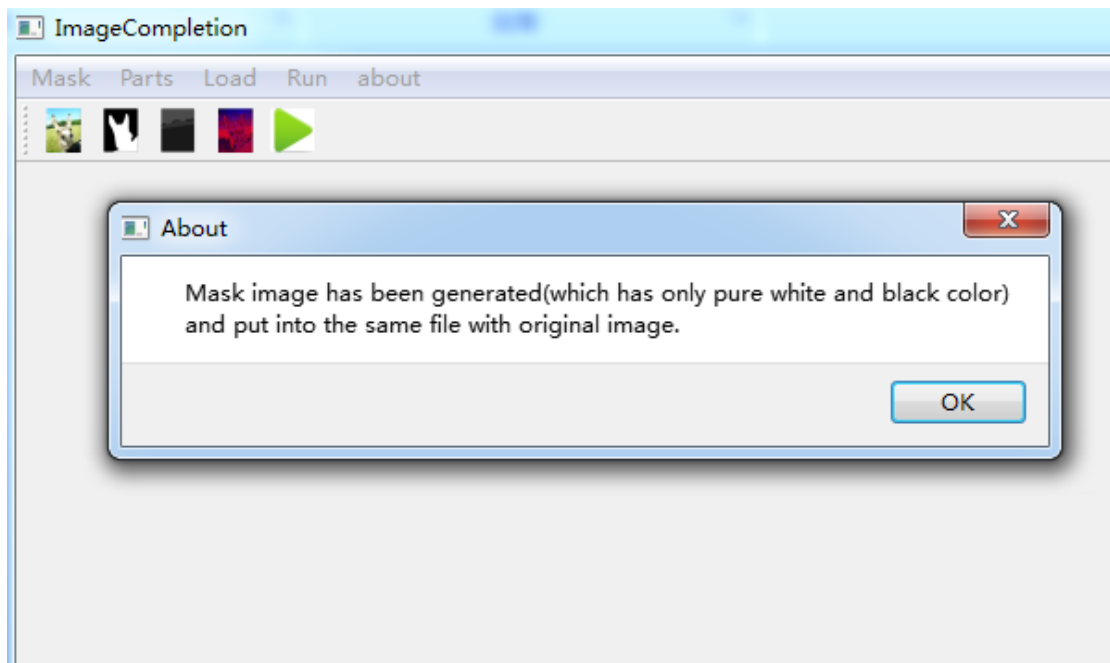 ImageCompletion
Mask Parts Load Run about
About
Mask image has been generated(which has only pure white and black color)
and put into the same file with original image.
OK